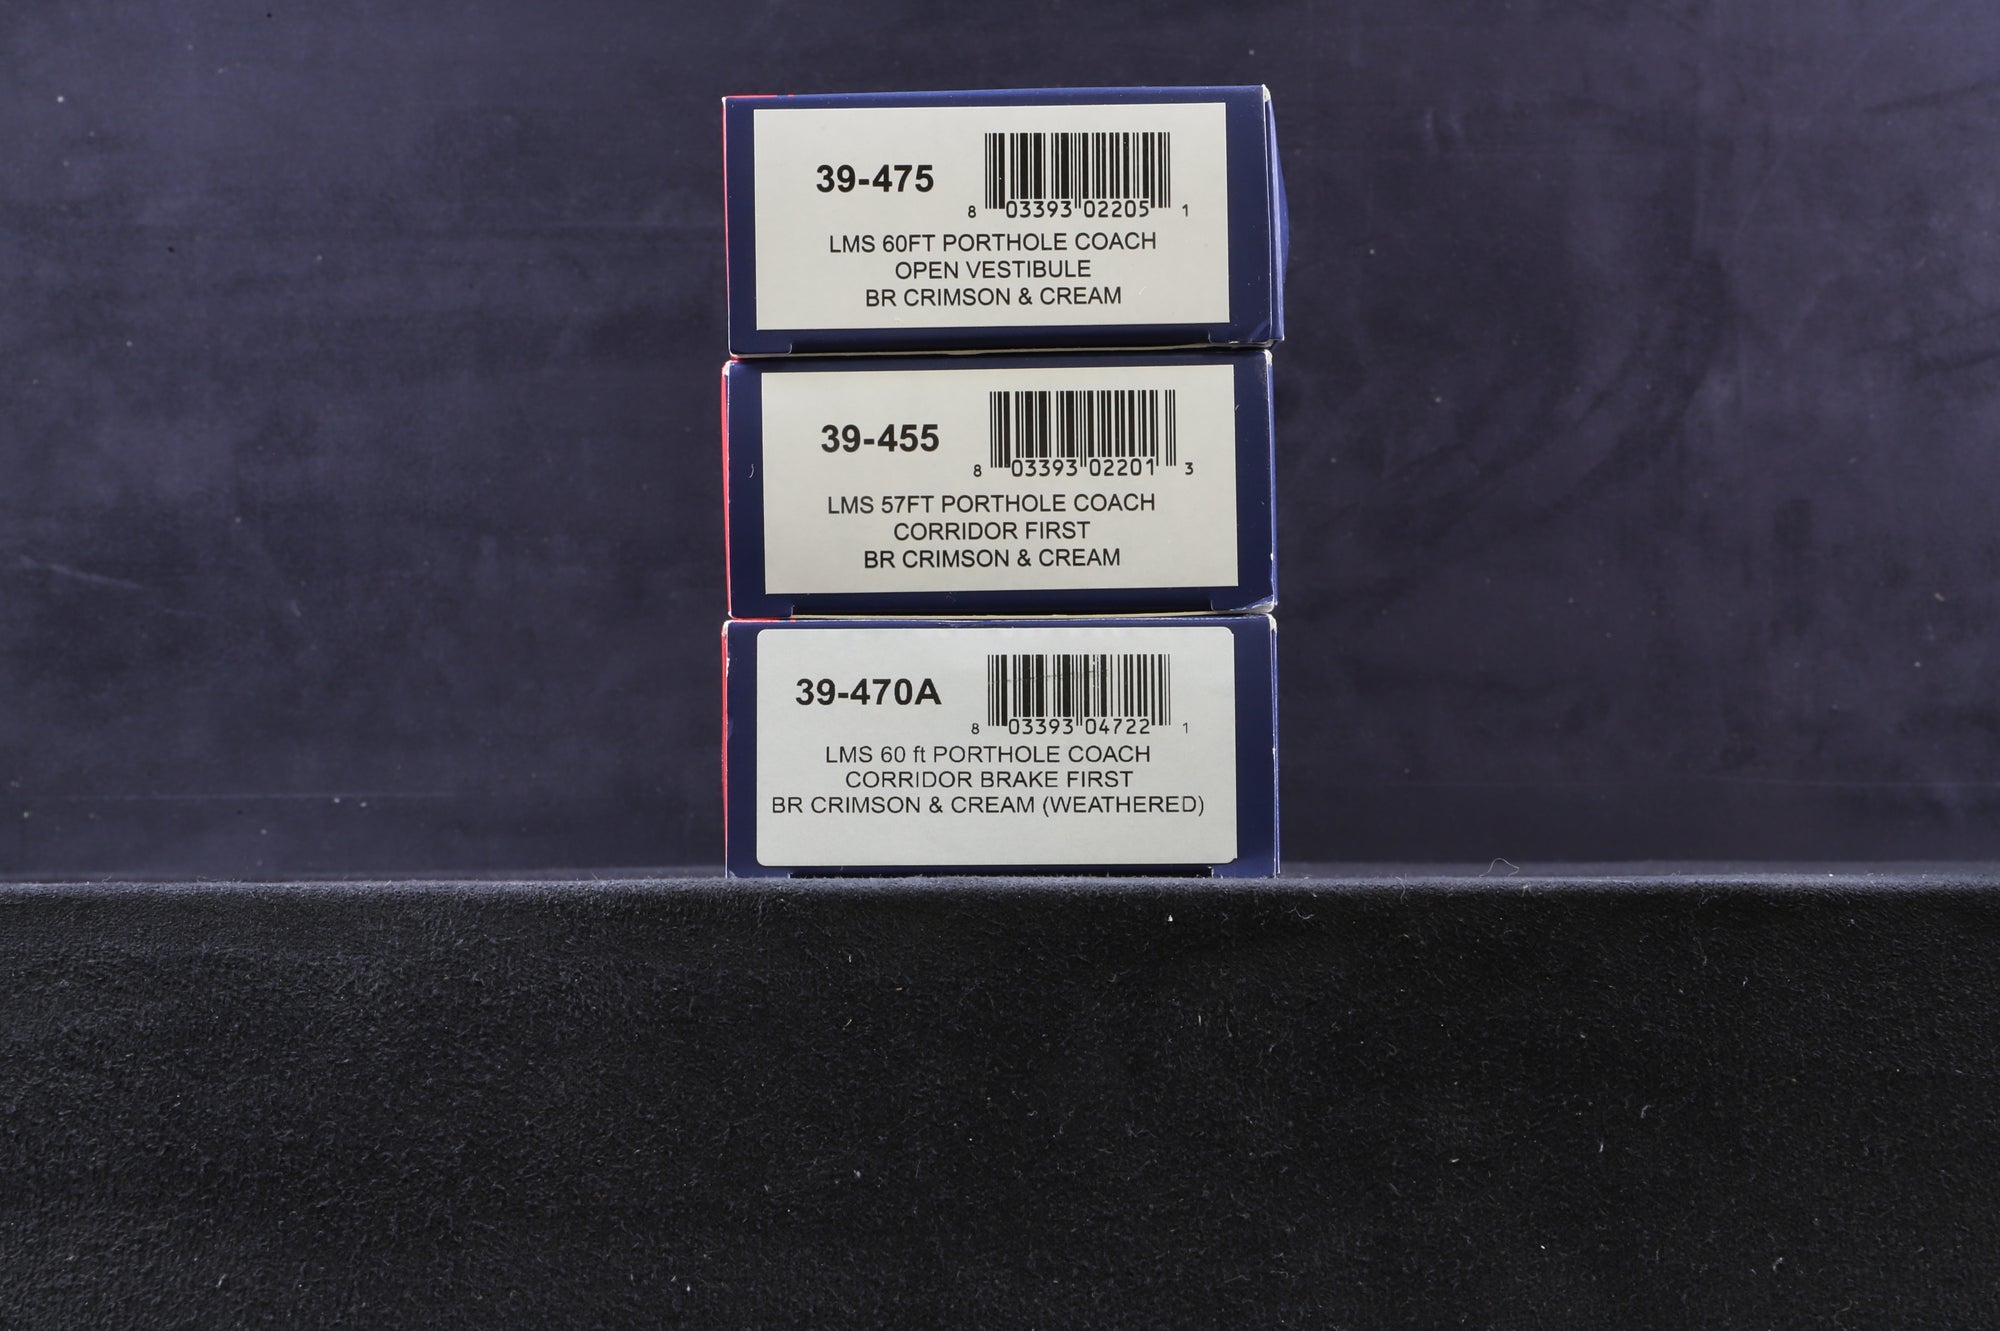 39-475
8 03393 02205 1
LMS 60FT PORTHOLE COACH
OPEN VESTIBULE
BR CRIMSON & CREAM
39-455
8 03393 02201 3
LMS 57FT PORTHOLE COACH
CORRIDOR FIRST
BR CRIMSON & CREAM
39-470A
8 03393 04722 1
LMS 60 ft PORTHOLE COACH
CORRIDOR BRAKE FIRST
BR CRIMSON & CREAM (WEATHERED)